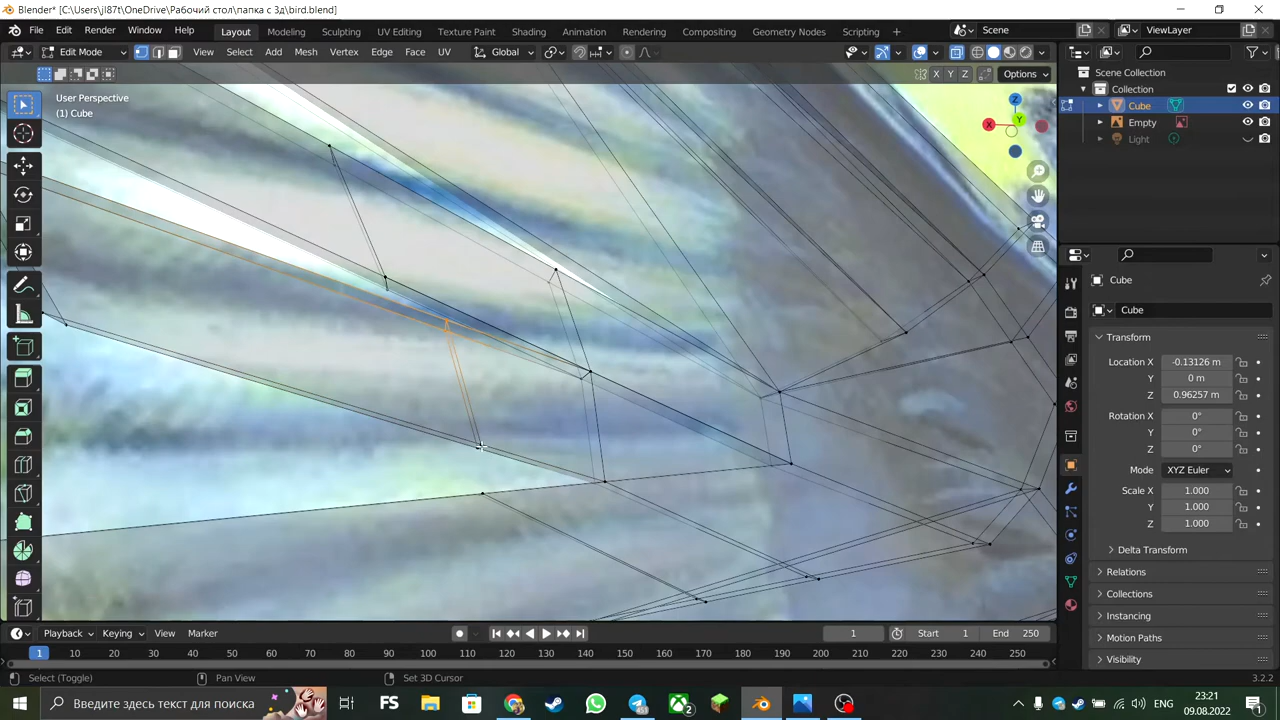 Blender* [C:\Users\jl87t\OneDrive\Рабочий стол\папка с 3д\bird.blend]
File Edit Render Window Help Layout Modeling Sculpting UV Editing Texture Paint Shading Animation Rendering Compositing Geometry Nodes Scripting + Scene ViewLayer
Edit Mode View Select Add Mesh Vertex Edge Face UV Global
X Y Z Options
User Perspective
(1) Cube
Z
Y
X
Scene Collection
Collection
Cube
Empty
Light
Cube
Cube
Transform
Location X -0.13126 m
Y 0 m
Z 0.96257 m
Rotation X 0°
Y 0°
Z 0°
Mode XYZ Euler
Scale X 1.000
Y 1.000
Z 1.000
Delta Transform
Relations
Collections
Instancing
Motion Paths
Visibility
Playback Keying View Marker 1 Start 1 End 250
1 10 20 30 40 50 60 70 80 90 100 110 120 130 140 150 160 170 180 190 200 210 220 230 240 250
Select (Toggle) Pan View Set 3D Cursor 3.2.2
Введите здесь текст для поиска FS 2 ENG 23:21
09.08.2022